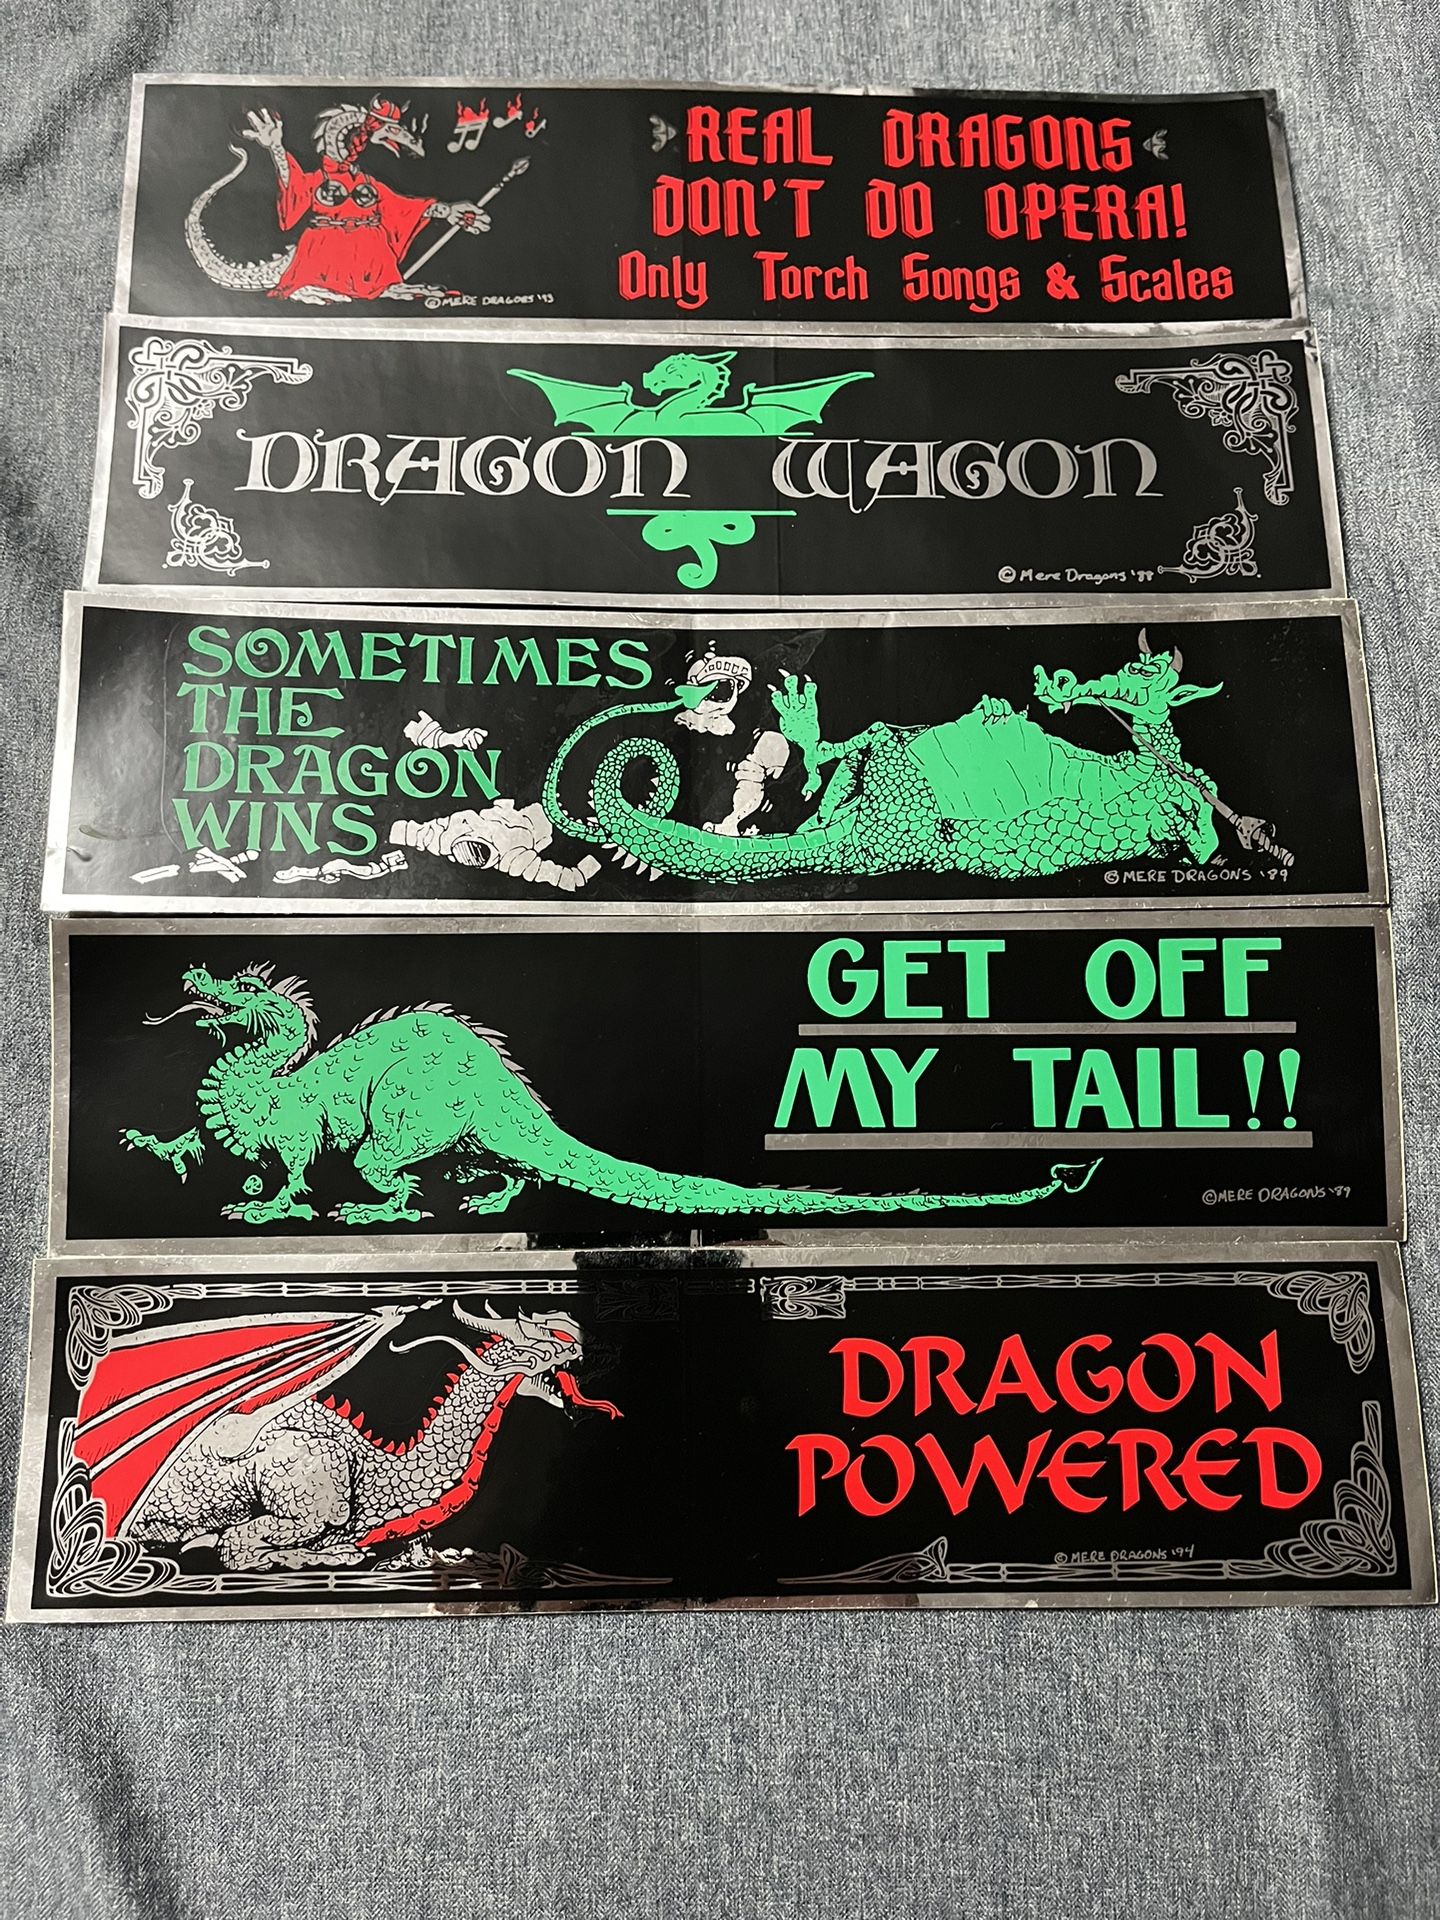 REAL DRAGONS
DON'T DO OPERA!
Only Torch Songs & Scales
© MERE DRAGONS '93
DRAGON WAGON
© Mere Dragons '88
SOMETIMES
THE
DRAGON
WINS
© MERE DRAGONS '89
GET OFF
MY TAIL!!
© MERE DRAGONS '89
DRAGON
POWERED
© MERE DRAGONS '94